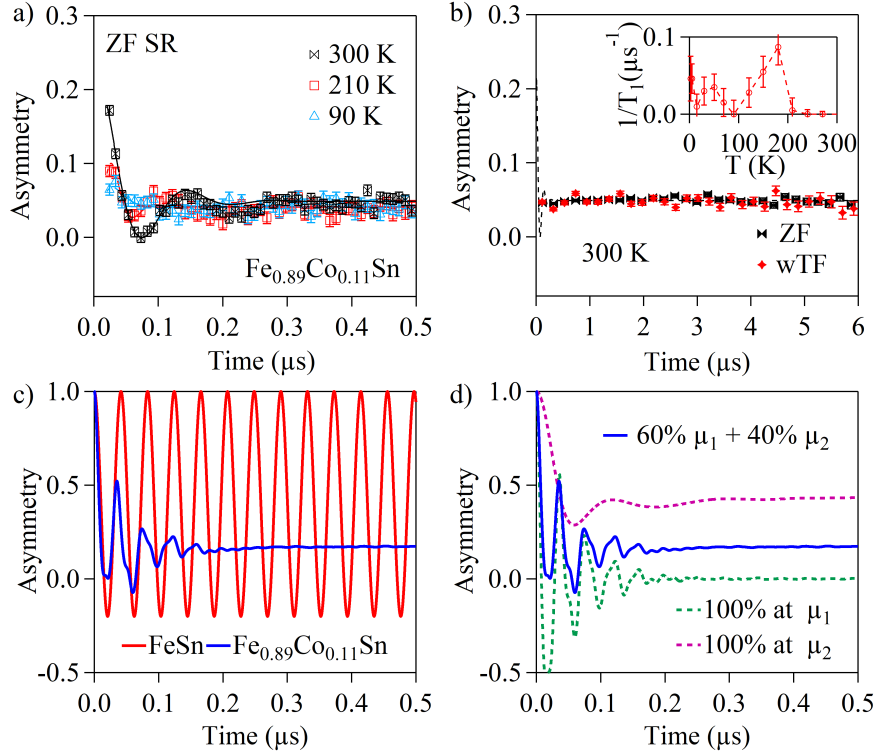 a)
ZF SR
300 K
210 K
90 K
Fe0.89Co0.11Sn
Asymmetry
0.3
0.2
0.1
0.0
0.0 0.1 0.2 0.3 0.4 0.5
Time (µs)
b)
1/T1(µs-1)
0.1
0.0
0 100 200 300
T (K)
ZF
wTF
300 K
Asymmetry
0.3
0.2
0.1
0.0
0 1 2 3 4 5 6
Time (µs)
c)
Asymmetry
1.0
0.5
0.0
-0.5
FeSn
Fe0.89Co0.11Sn
0.0 0.1 0.2 0.3 0.4 0.5
Time (µs)
d)
60% µ1 + 40% µ2
Asymmetry
1.0
0.5
0.0
-0.5
100% at µ1
100% at µ2
0.0 0.1 0.2 0.3 0.4 0.5
Time (µs)